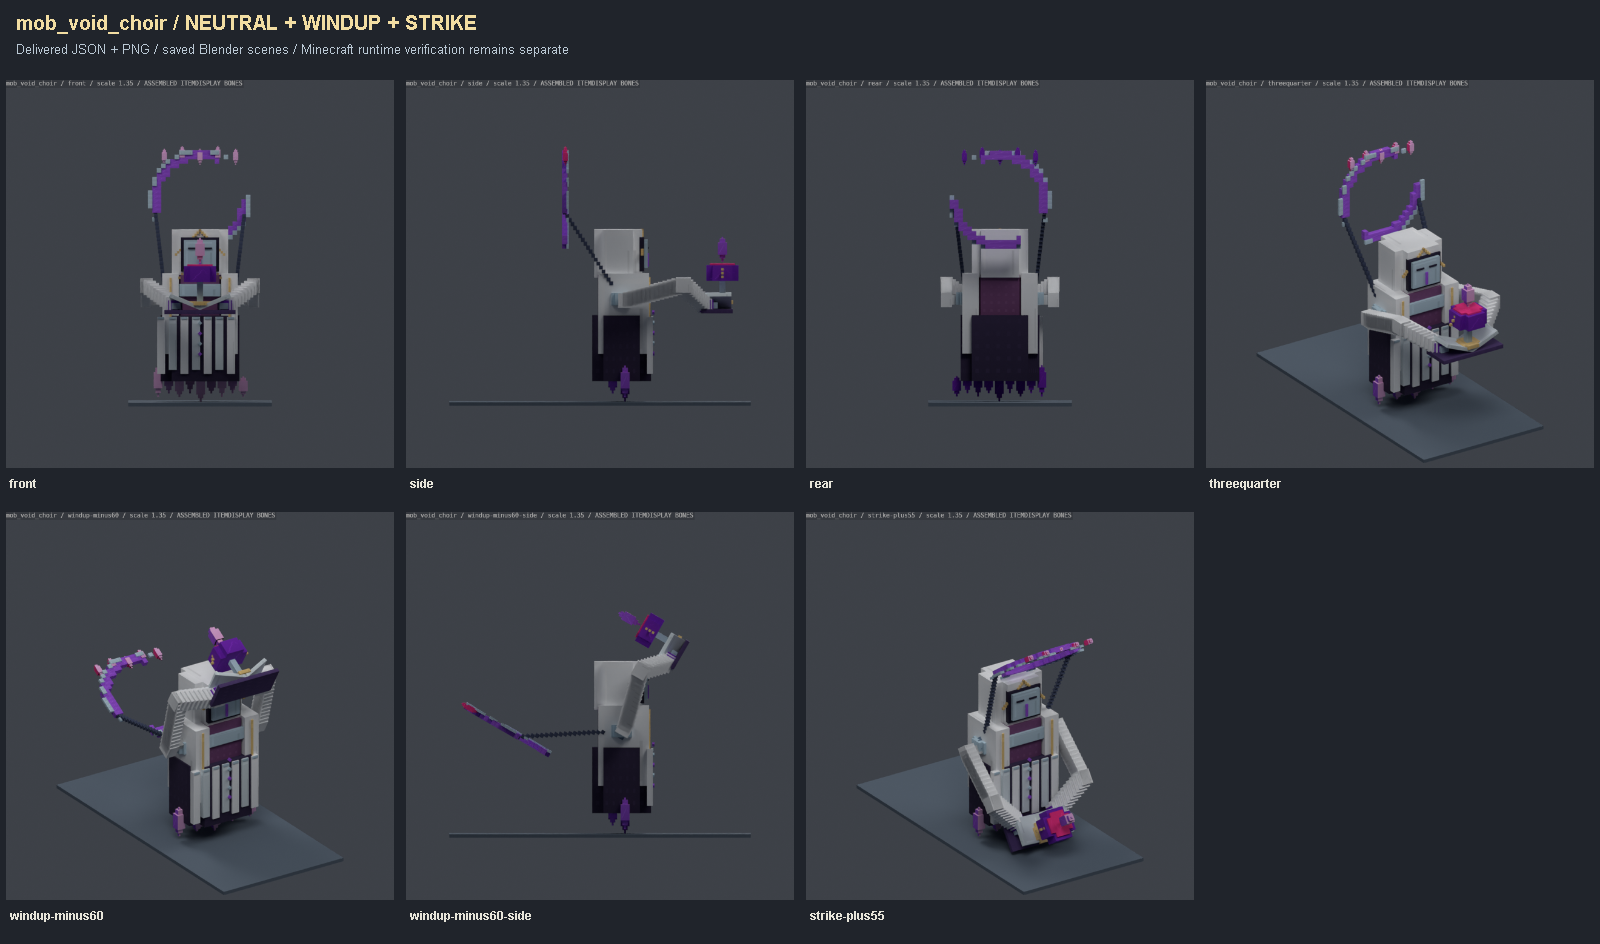 mob_void_choir / NEUTRAL + WINDUP + STRIKE
Delivered JSON + PNG / saved Blender scenes / Minecraft runtime verification remains separate
mob_void_choir / front / scale 1.35 / ASSEMBLED ITEMDISPLAY BONES
mob_void_choir / side / scale 1.35 / ASSEMBLED ITEMDISPLAY BONES
mob_void_choir / rear / scale 1.35 / ASSEMBLED ITEMDISPLAY BONES
mob_void_choir / threequarter / scale 1.35 / ASSEMBLED ITEMDISPLAY BONES
front
side
rear
threequarter
mob_void_choir / windup-minus60 / scale 1.35 / ASSEMBLED ITEMDISPLAY BONES
mob_void_choir / windup-minus60-side / scale 1.35 / ASSEMBLED ITEMDISPLAY BONES
mob_void_choir / strike-plus55 / scale 1.35 / ASSEMBLED ITEMDISPLAY BONES
windup-minus60
windup-minus60-side
strike-plus55